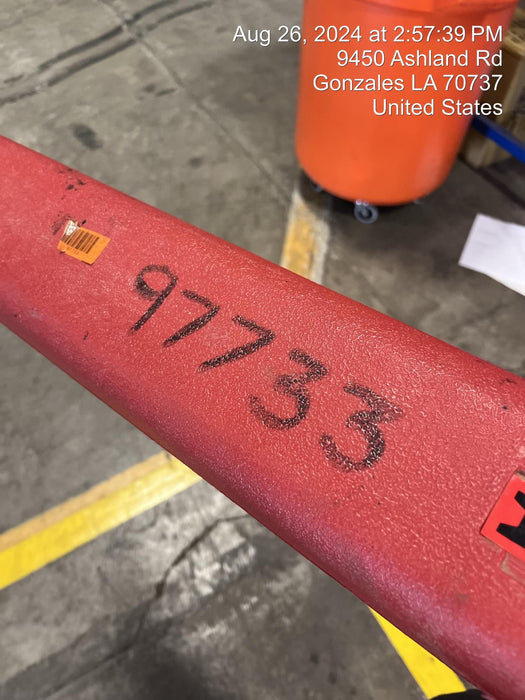 Aug 26, 2024 at 2:57:39 PM
9450 Ashland Rd
Gonzales LA 70737
United States
97733